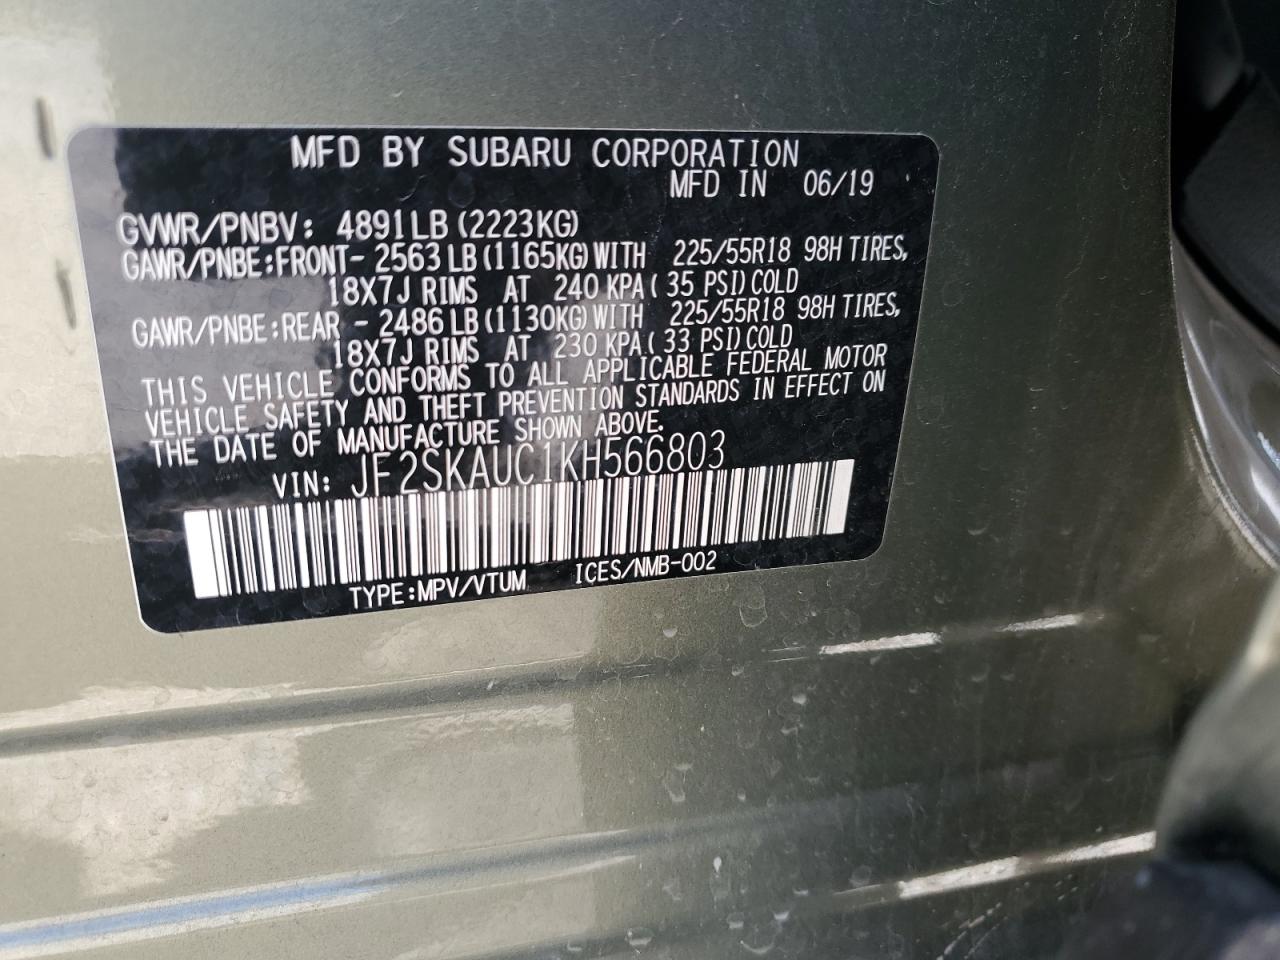 MFD BY SUBARU CORPORATION
MFD IN 06/19
GVWR/PNBV: 4891LB (2223KG)
GAWR/PNBE:FRONT- 2563 LB (1165KG) WITH 225/55R18 98H TIRES,
18X7J RIMS AT 240 KPA ( 35 PSI) COLD
GAWR/PNBE:REAR - 2486 LB (1130KG) WITH 225/55R18 98H TIRES,
18X7J RIMS AT 230 KPA ( 33 PSI) COLD
THIS VEHICLE CONFORMS TO ALL APPLICABLE FEDERAL MOTOR
VEHICLE SAFETY AND THEFT PREVENTION STANDARDS IN EFFECT ON
THE DATE OF MANUFACTURE SHOWN ABOVE.
VIN: JF2SKAUC1KH566803
TYPE:MPV/VTUM ICES/NMB-002